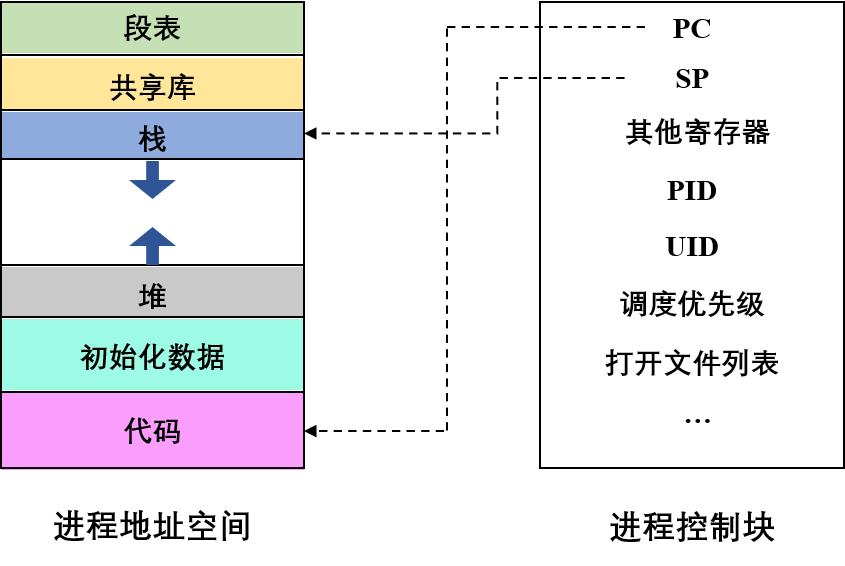 段表
共享库
栈
堆
初始化数据
代码
进程地址空间
PC
SP
其他寄存器
PID
UID
调度优先级
打开文件列表
…
进程控制块